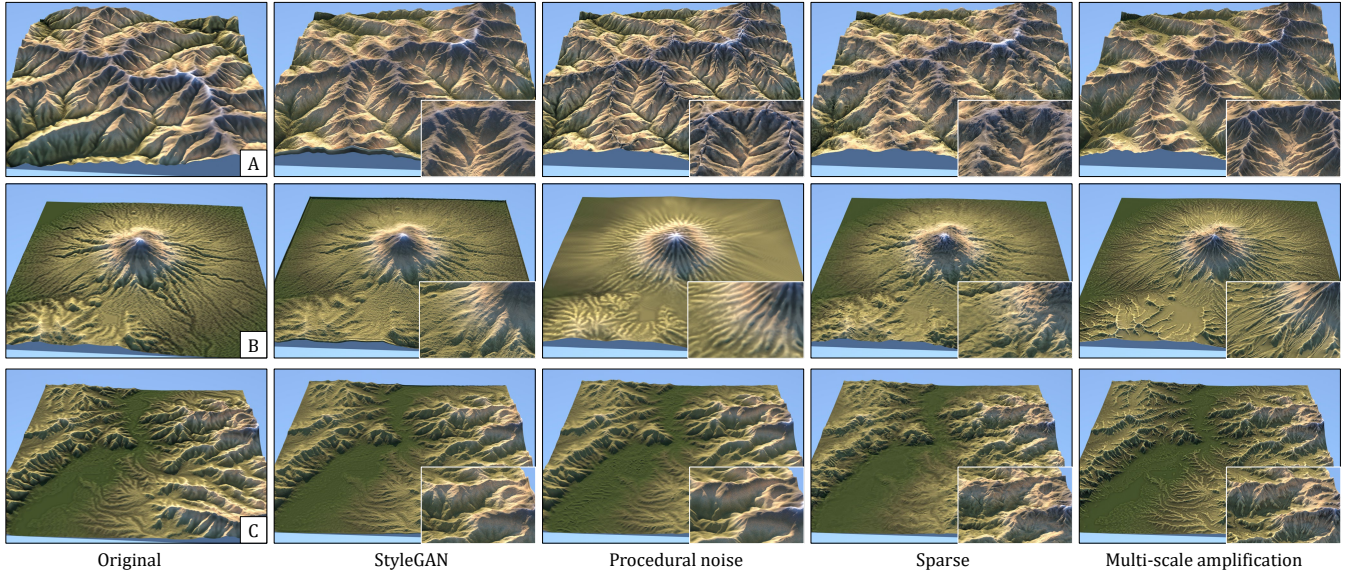 A
B
C
Original StyleGAN Procedural noise Sparse Multi-scale amplification